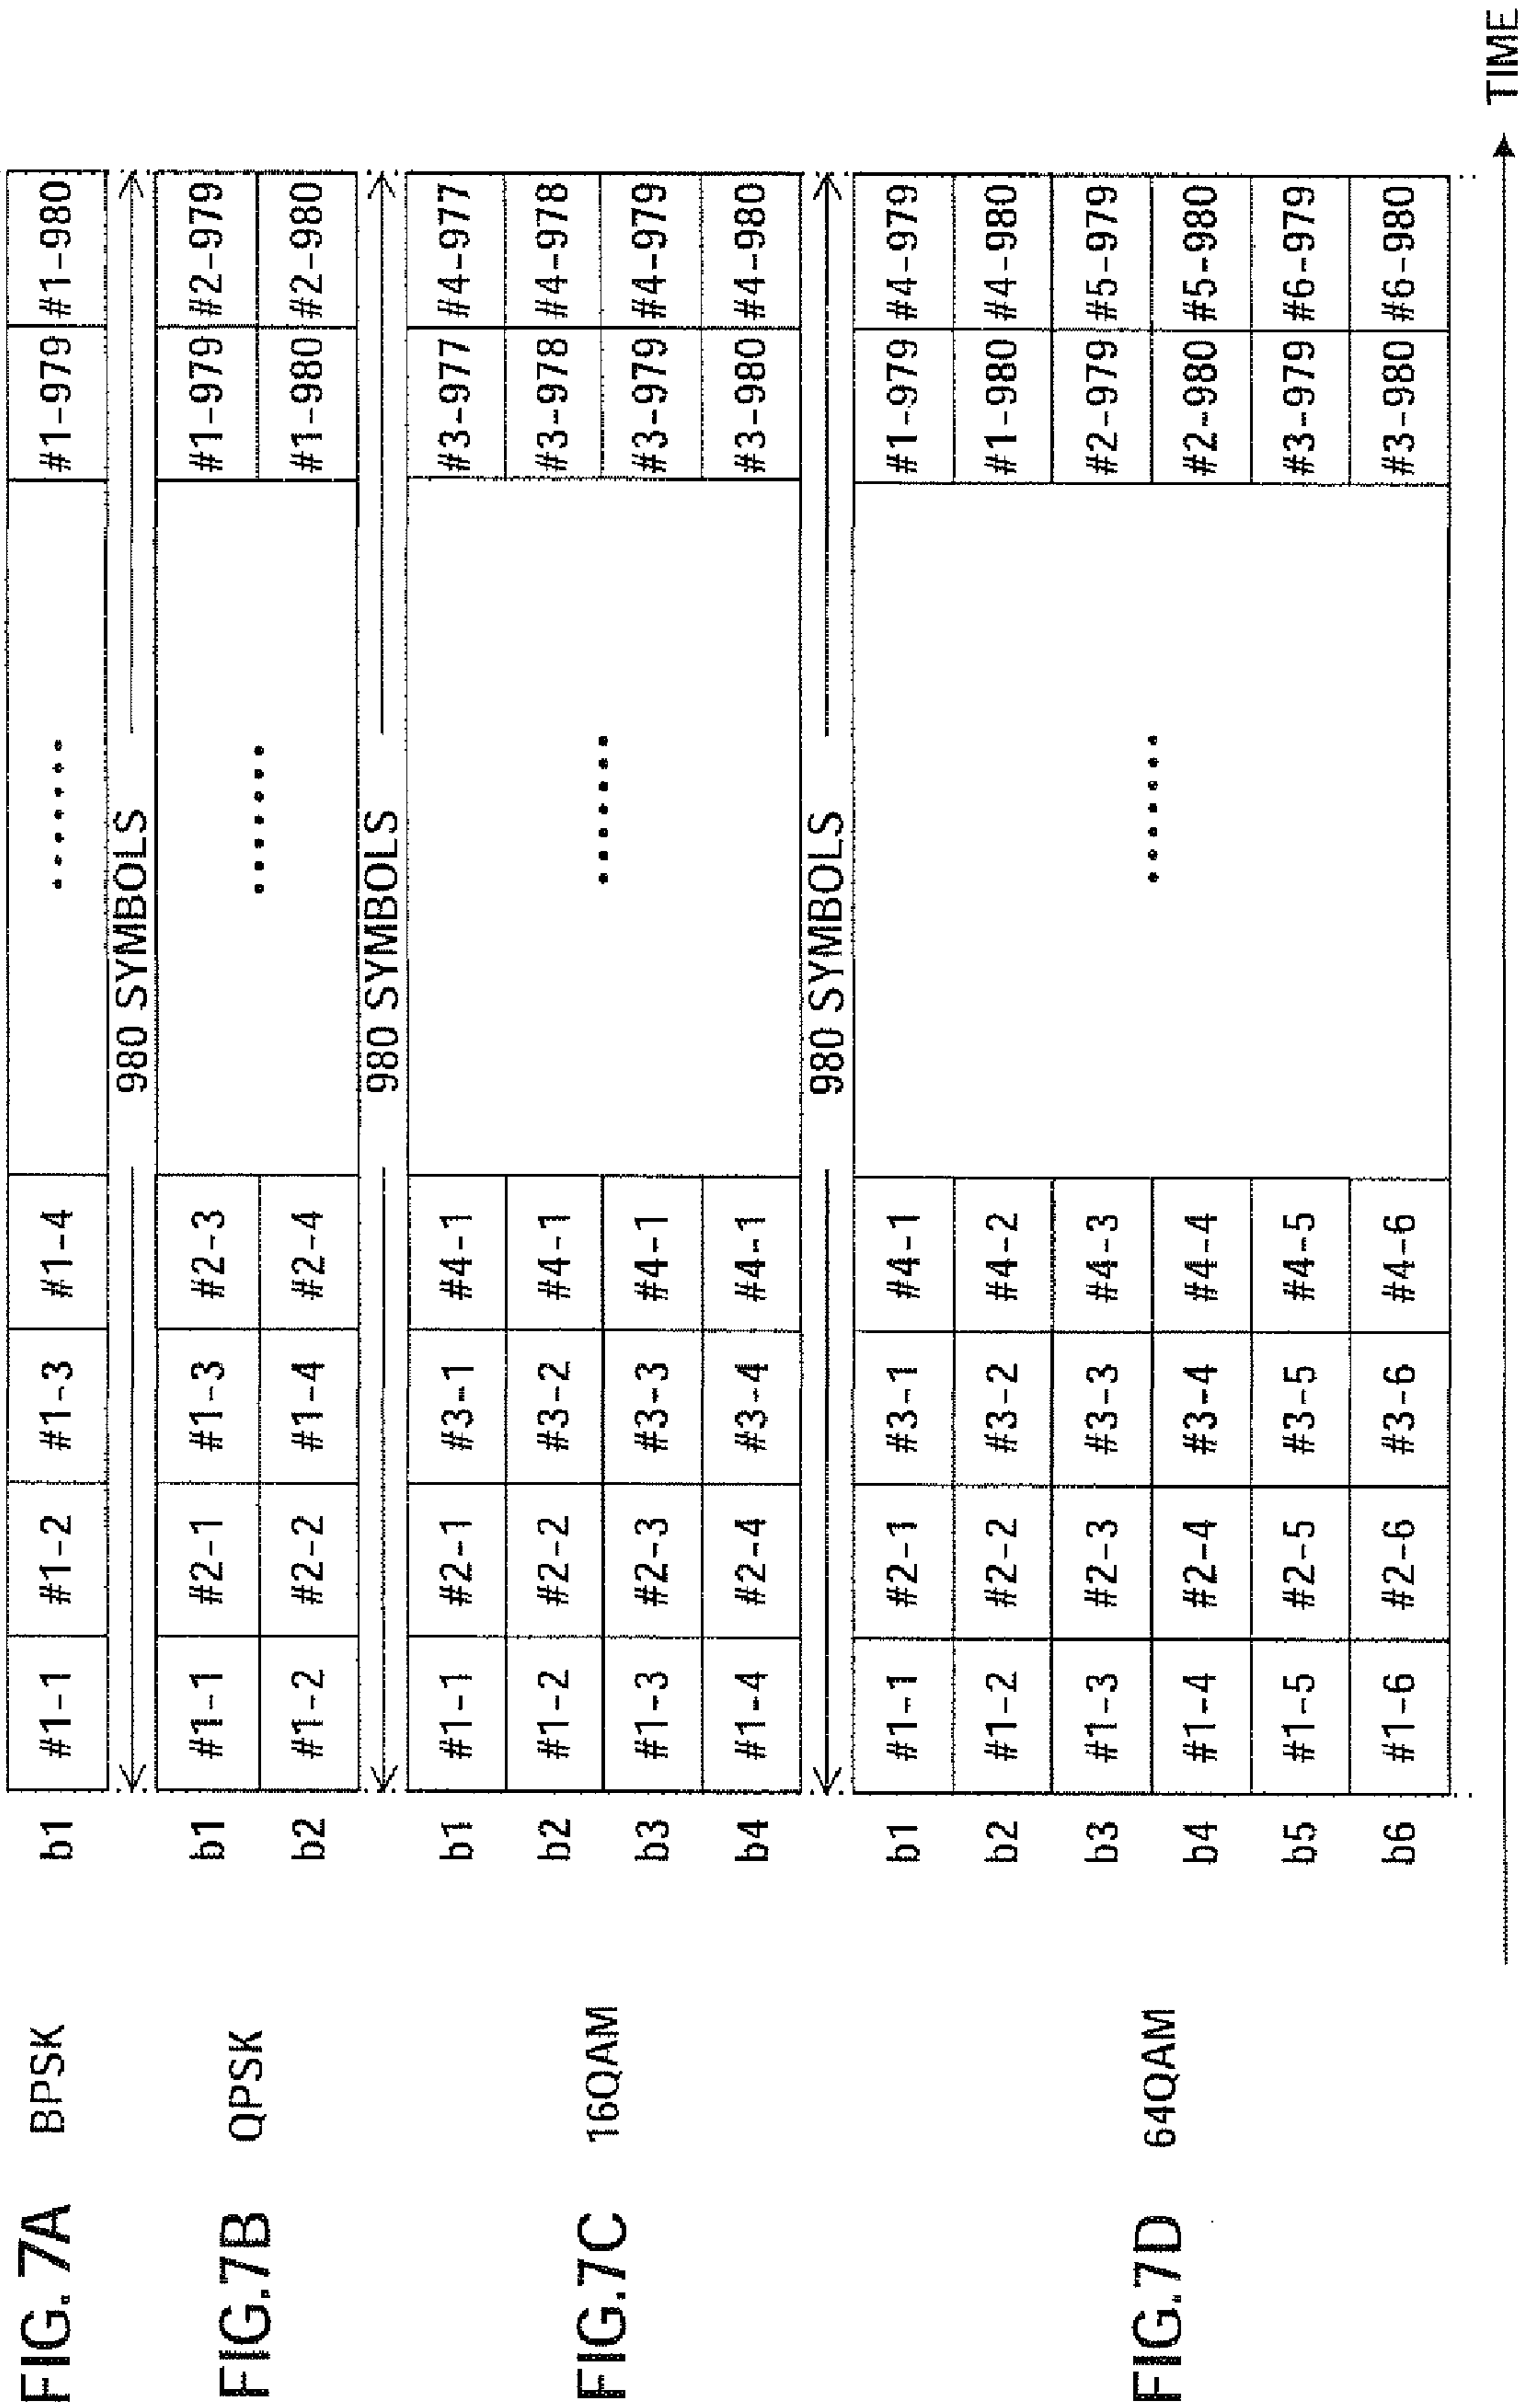 FIG. 7A BPSK
b1 #1-1 #1-2 #1-3 #1-4 ······· #1-979 #1-980
980 SYMBOLS
FIG.7B QPSK
b1 #1-1 #2-1 #1-3 #2-3 ······· #1-979 #2-979
b2 #1-2 #2-2 #1-4 #2-4 #1-980 #2-980
980 SYMBOLS
FIG.7C 16QAM
b1 #1-1 #2-1 #3-1 #4-1 #3-977 #4-977
b2 #1-2 #2-2 #3-2 #4-1 ······· #3-978 #4-978
b3 #1-3 #2-3 #3-3 #4-1 #3-979 #4-979
b4 #1-4 #2-4 #3-4 #4-1 #3-980 #4-980
980 SYMBOLS
FIG.7D 64QAM
b1 #1-1 #2-1 #3-1 #4-1 #1-979 #4-979
b2 #1-2 #2-2 #3-2 #4-2 #1-980 #4-980
b3 #1-3 #2-3 #3-3 #4-3 ······· #2-979 #5-979
b4 #1-4 #2-4 #3-4 #4-4 #2-980 #5-980
b5 #1-5 #2-5 #3-5 #4-5 #3-979 #6-979
b6 #1-6 #2-6 #3-6 #4-6 #3-980 #6-980
TIME